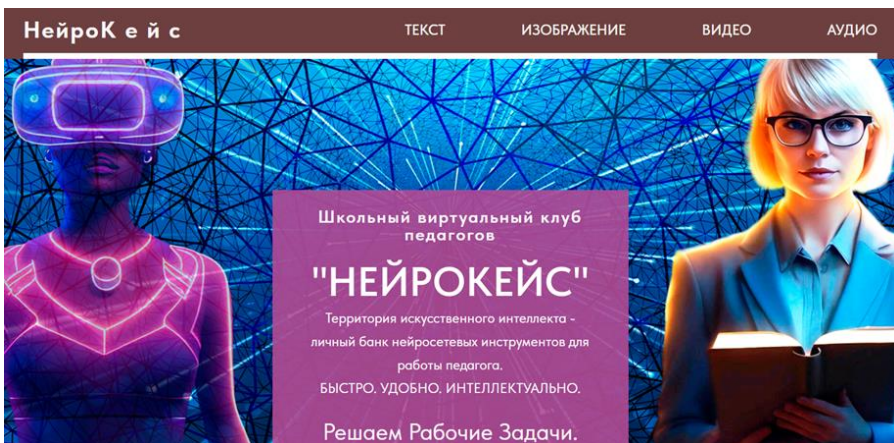 НейроК е й с
ТЕКСТ ИЗОБРАЖЕНИЕ ВИДЕО АУДИО
Школьный виртуальный клуб
педагогов
"НЕЙРОКЕЙС"
Территория искусственного интеллекта -
личный банк нейросетевых инструментов для
работы педагога.
БЫСТРО. УДОБНО. ИНТЕЛЛЕКТУАЛЬНО.
Решаем Рабочие Задачи.